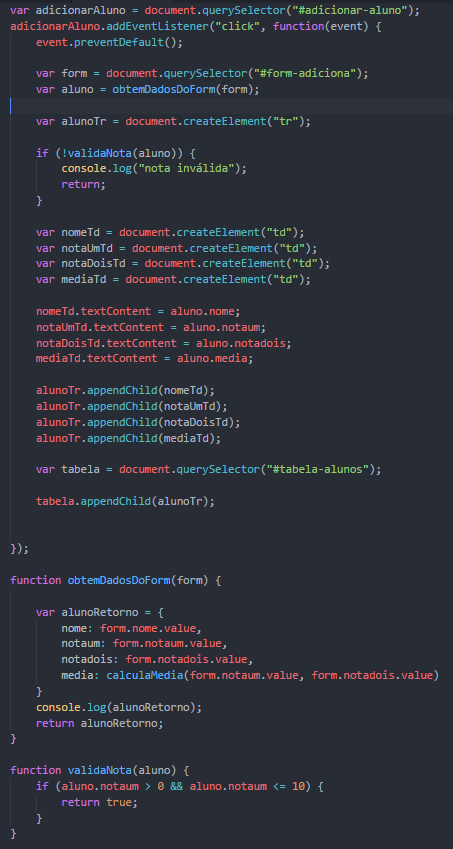 var adicionarAluno = document.querySelector("#adicionar-aluno");
adicionarAluno.addEventListener("click", function(event) {
    event.preventDefault();
    var form = document.querySelector("#form-adiciona");
    var aluno = obtemDadosDoForm(form);
    var alunoTr = document.createElement("tr");
    if (!validaNota(aluno)) {
        console.log("nota inválida");
        return;
    }
    var nomeTd = document.createElement("td");
    var notaUmTd = document.createElement("td");
    var notaDoisTd = document.createElement("td");
    var mediaTd = document.createElement("td");
    nomeTd.textContent = aluno.nome;
    notaUmTd.textContent = aluno.notaum;
    notaDoisTd.textContent = aluno.notadois;
    mediaTd.textContent = aluno.media;
    alunoTr.appendChild(nomeTd);
    alunoTr.appendChild(notaUmTd);
    alunoTr.appendChild(notaDoisTd);
    alunoTr.appendChild(mediaTd);
    var tabela = document.querySelector("#tabela-alunos");
    tabela.appendChild(alunoTr);
});
function obtemDadosDoForm(form) {
    var alunoRetorno = {
        nome: form.nome.value,
        notaum: form.notaum.value,
        notadois: form.notadois.value,
        media: calculaMedia(form.notaum.value, form.notadois.value)
    }
    console.log(alunoRetorno);
    return alunoRetorno;
}
function validaNota(aluno) {
    if (aluno.notaum > 0 && aluno.notaum <= 10) {
        return true;
    }
}